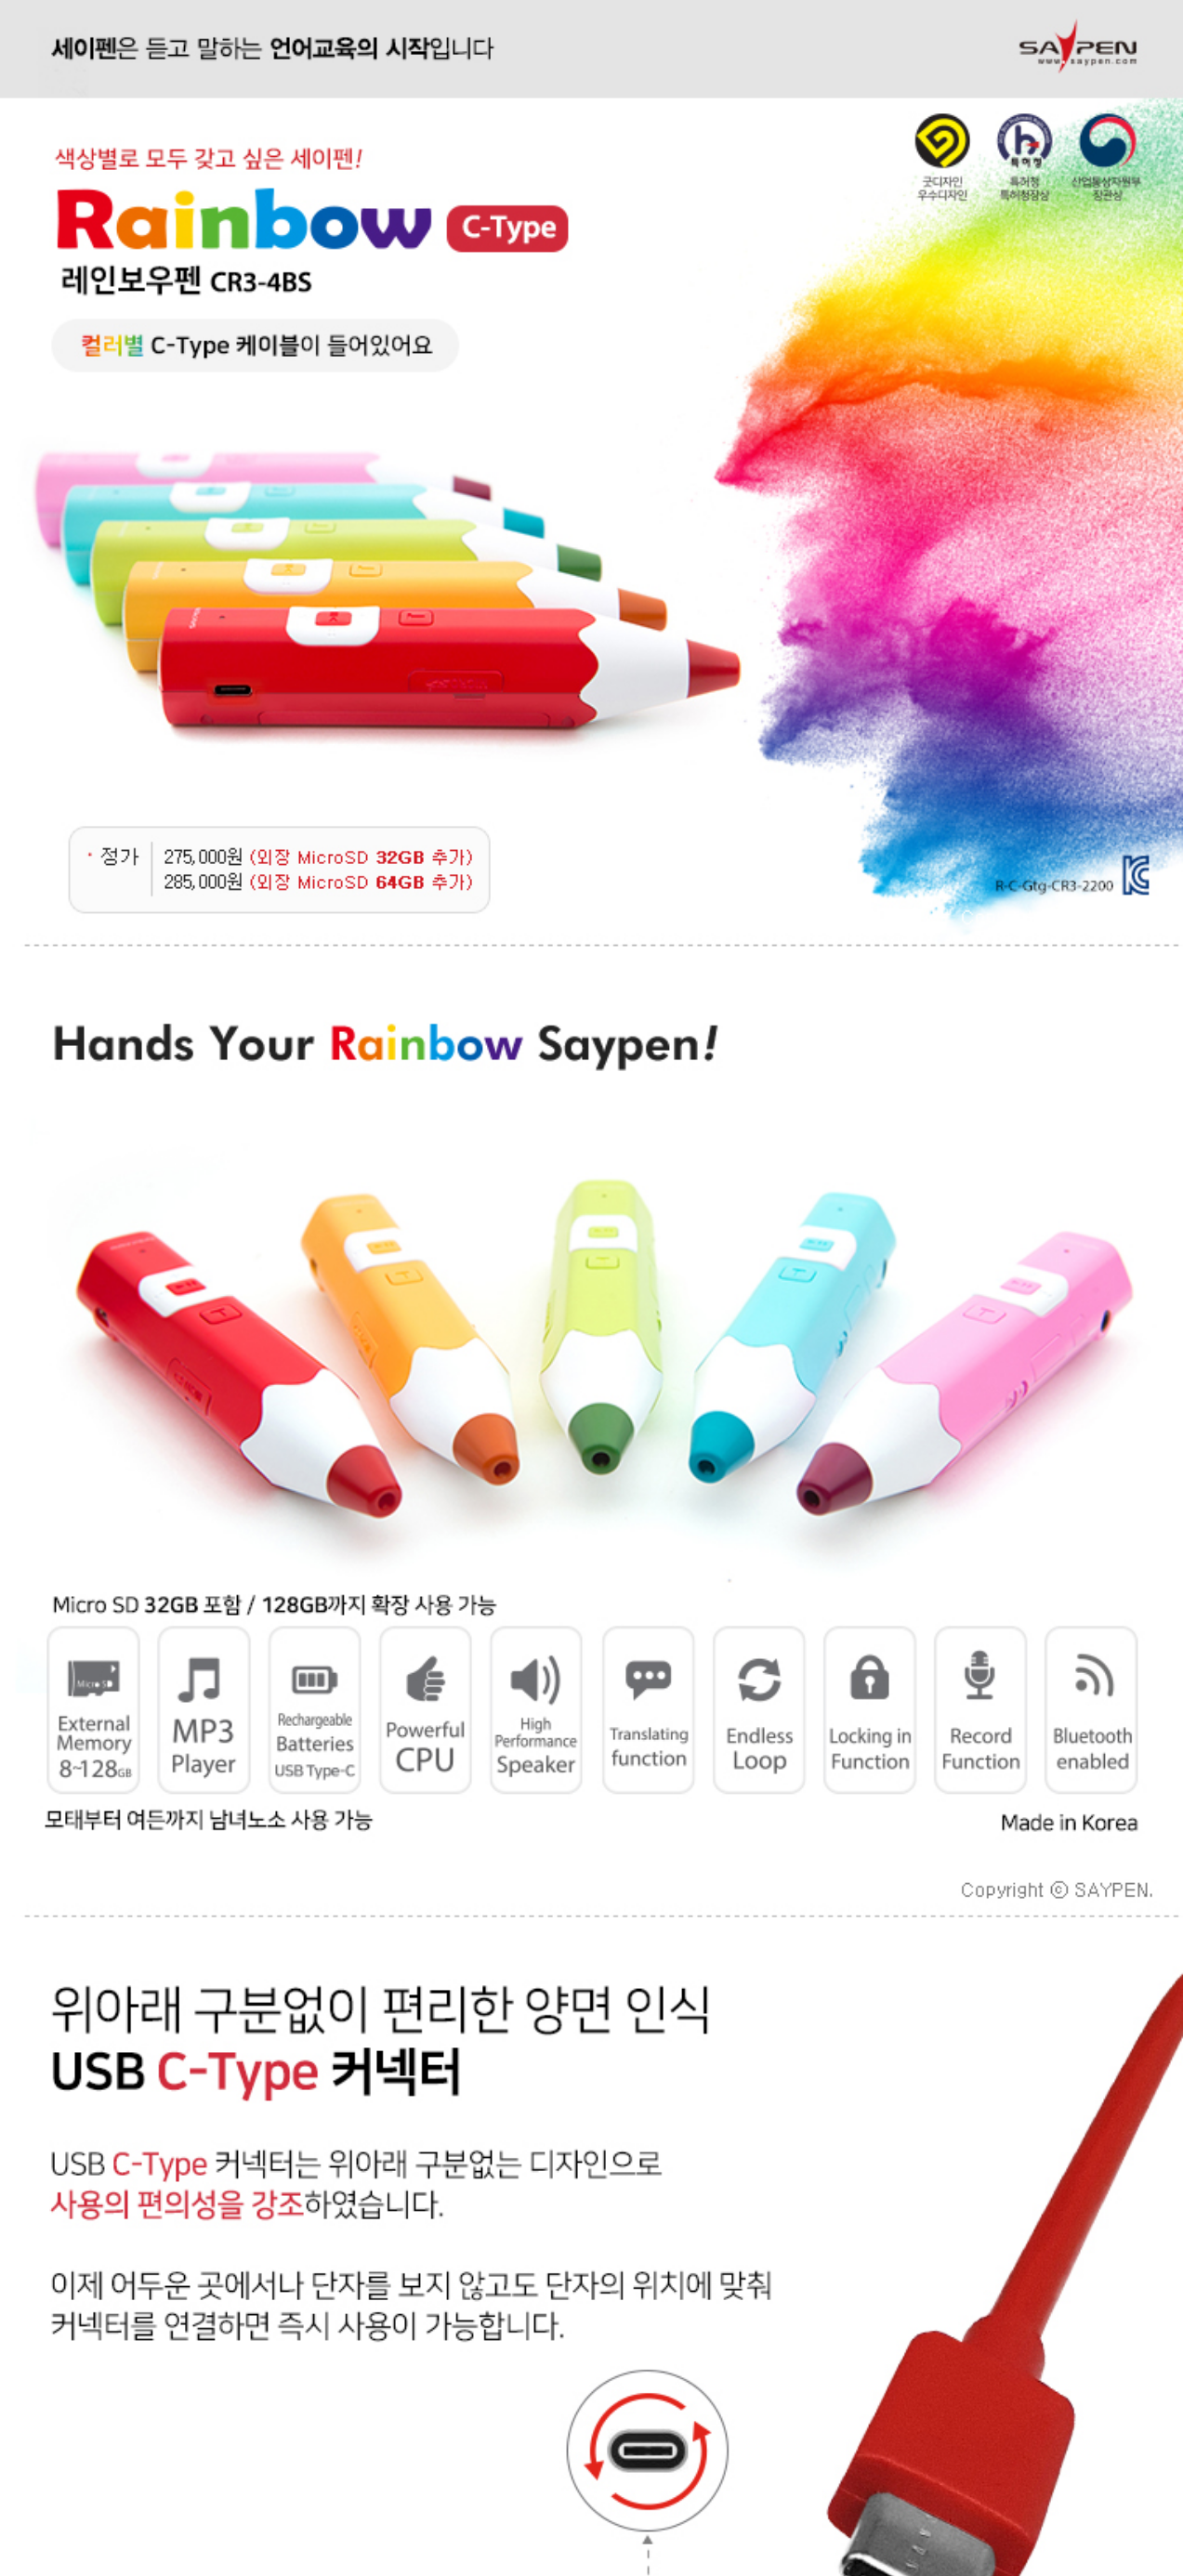 세이펜은 듣고 말하는 언어교육의 시작입니다
SAYPEN
www.saypen.com
굿디자인
우수디자인
특허청
특허청
특허청장상
산업통상자원부
장관상
색상별로 모두 갖고 싶은 세이펜!
Rainbow C-Type
레인보우펜 CR3-4BS
컬러별 C-Type 케이블이 들어있어요
· 정가 275,000원 (외장 MicroSD 32GB 추가)
285,000원 (외장 MicroSD 64GB 추가)
R-C-Gtg-CR3-2200
Hands Your Rainbow Saypen!
Micro SD 32GB 포함 / 128GB까지 확장 사용 가능
Micro SD
External Memory 8~128GB
MP3 Player
Rechargeable Batteries USB Type-C
Powerful CPU
High Performance Speaker
Translating function
Endless Loop
Locking in Function
Record Function
Bluetooth enabled
모태부터 여든까지 남녀노소 사용 가능
Made in Korea
Copyright ⓒ SAYPEN.
위아래 구분없이 편리한 양면 인식
USB C-Type 커넥터
USB C-Type 커넥터는 위아래 구분없는 디자인으로
사용의 편의성을 강조하였습니다.
이제 어두운 곳에서나 단자를 보지 않고도 단자의 위치에 맞춰
커넥터를 연결하면 즉시 사용이 가능합니다.